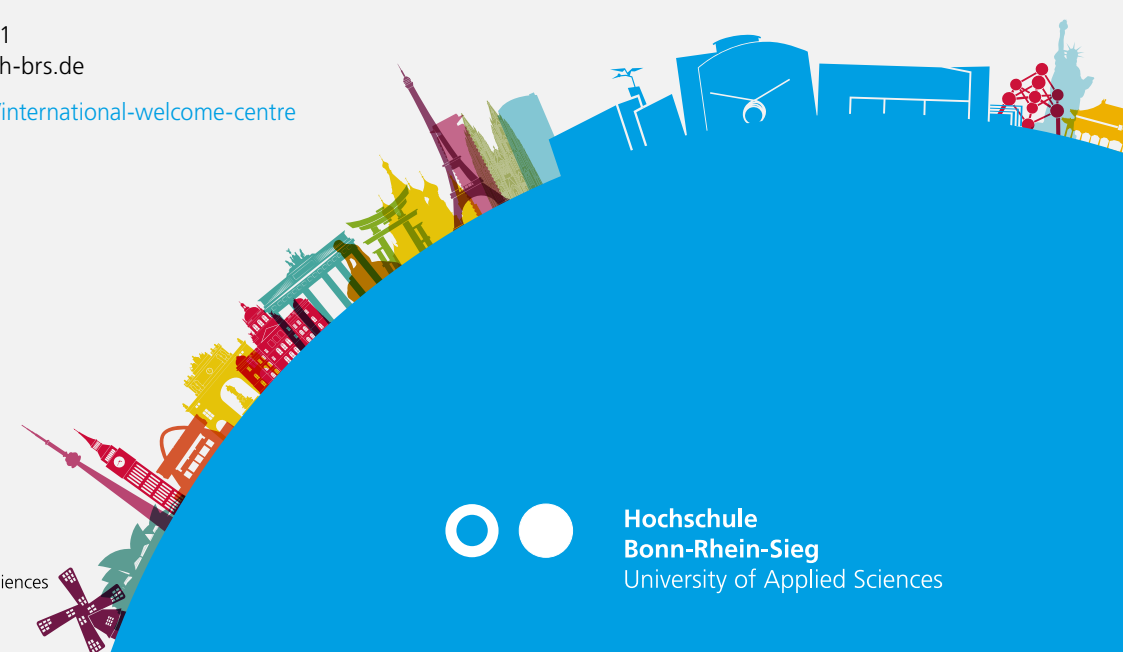 1
h-brs.de
/international-welcome-centre
iences
Hochschule
Bonn-Rhein-Sieg
University of Applied Sciences